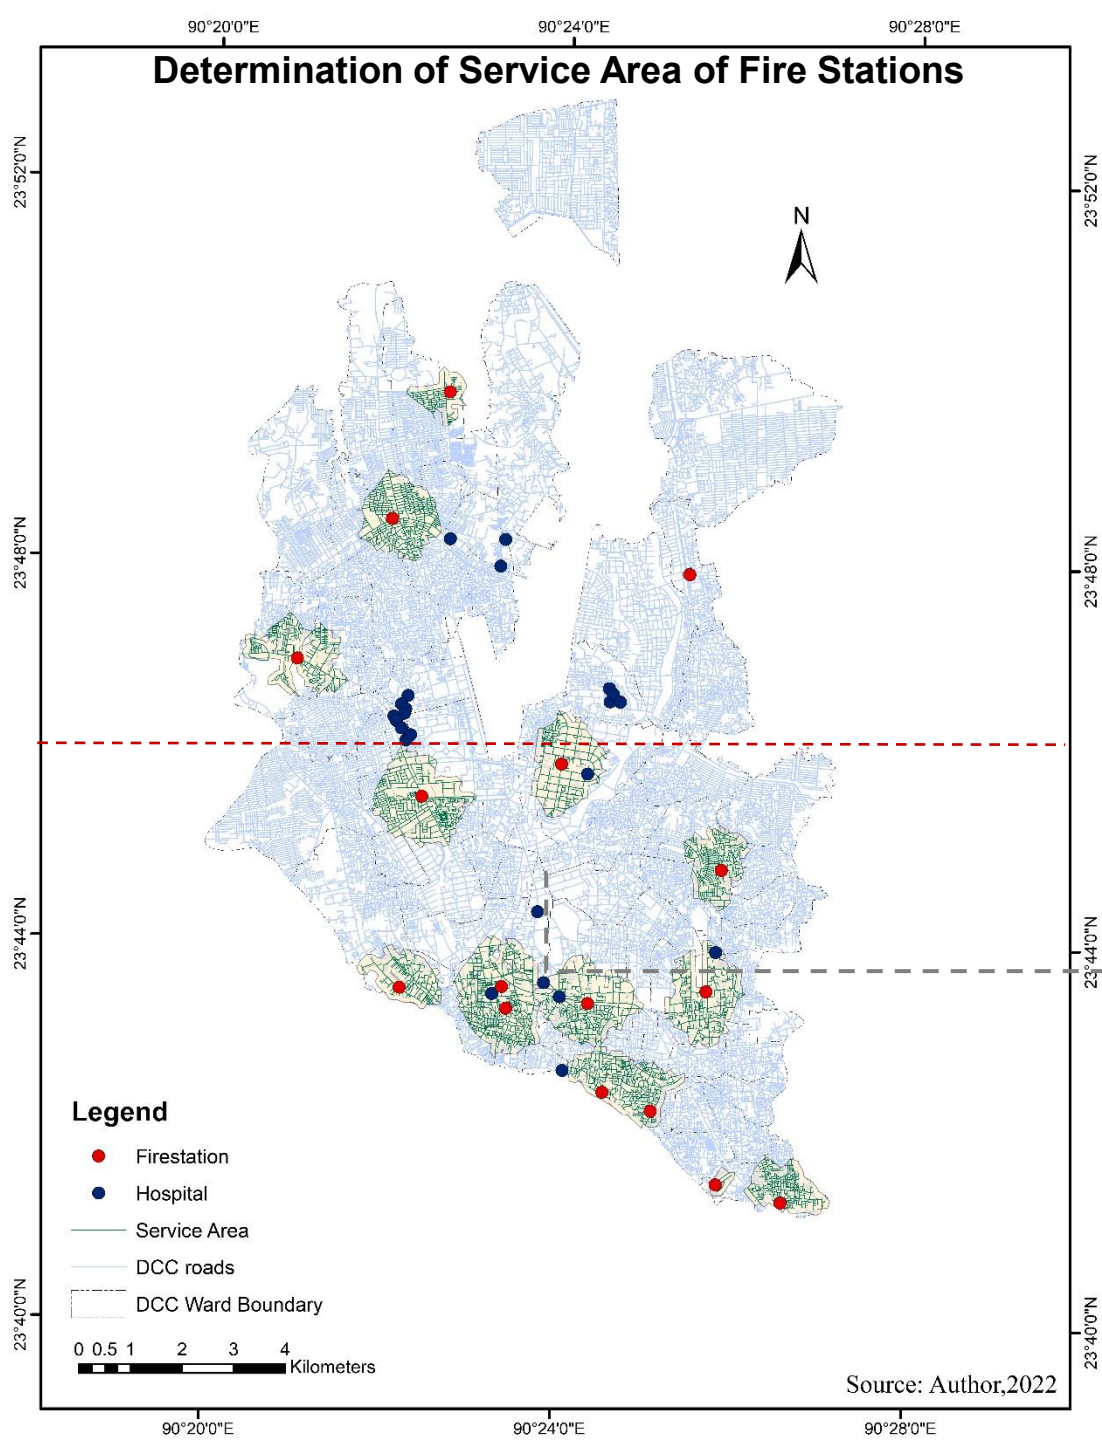 90°20'0"E 90°24'0"E 90°28'0"E
Determination of Service Area of Fire Stations
23°52'0"N 23°52'0"N
N
23°48'0"N 23°48'0"N
23°44'0"N 23°44'0"N
Legend
Firestation
Hospital
Service Area
DCC roads
DCC Ward Boundary
23°40'0"N 23°40'0"N
0 0.5 1 2 3 4
Kilometers
Source: Author,2022
90°20'0"E 90°24'0"E 90°28'0"E